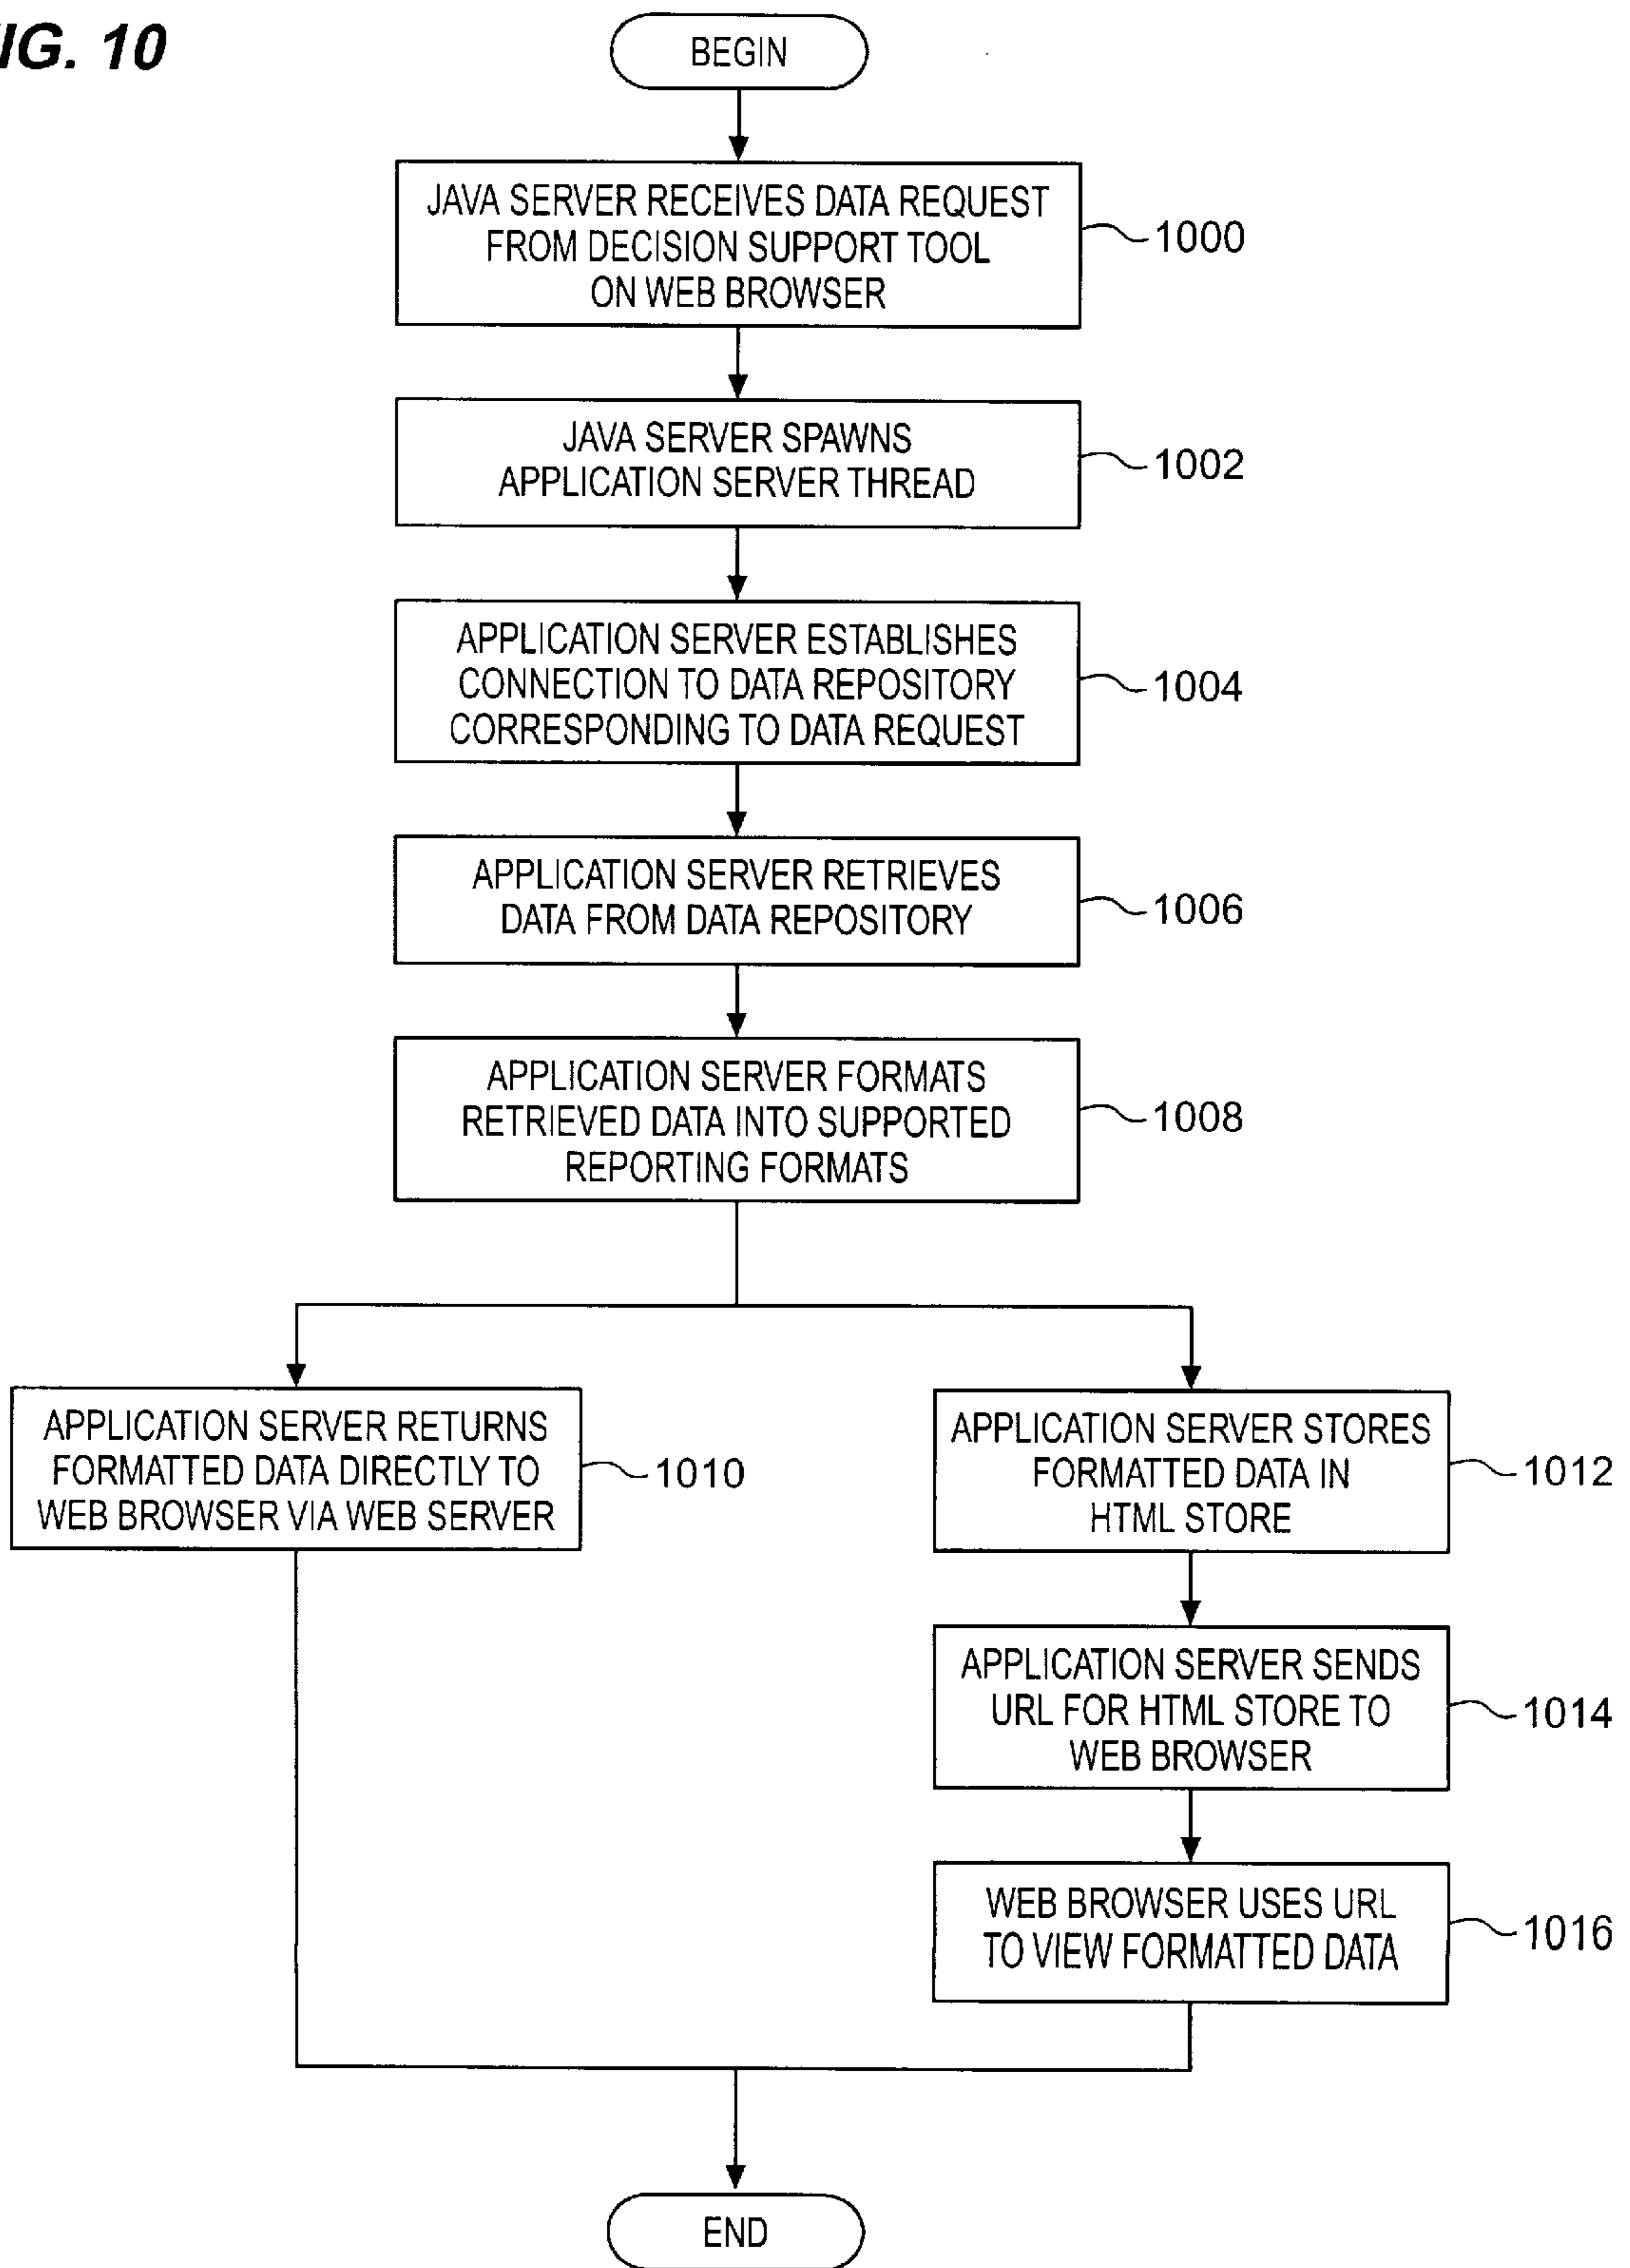 IG. 10
BEGIN
JAVA SERVER RECEIVES DATA REQUEST
FROM DECISION SUPPORT TOOL
ON WEB BROWSER
1000
JAVA SERVER SPAWNS
APPLICATION SERVER THREAD
1002
APPLICATION SERVER ESTABLISHES
CONNECTION TO DATA REPOSITORY
CORRESPONDING TO DATA REQUEST
1004
APPLICATION SERVER RETRIEVES
DATA FROM DATA REPOSITORY
1006
APPLICATION SERVER FORMATS
RETRIEVED DATA INTO SUPPORTED
REPORTING FORMATS
1008
APPLICATION SERVER RETURNS
FORMATTED DATA DIRECTLY TO
WEB BROWSER VIA WEB SERVER
1010
APPLICATION SERVER STORES
FORMATTED DATA IN
HTML STORE
1012
APPLICATION SERVER SENDS
URL FOR HTML STORE TO
WEB BROWSER
1014
WEB BROWSER USES URL
TO VIEW FORMATTED DATA
1016
END